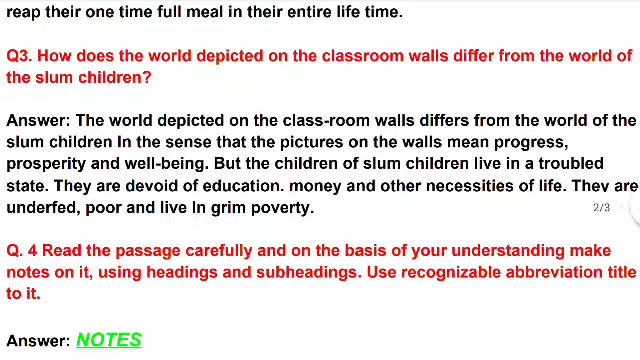 reap their one time full meal in their entire life time.
Q3. How does the world depicted on the classroom walls differ from the world of
the slum children?
Answer: The world depicted on the class-room walls differs from the world of the
slum children In the sense that the pictures on the walls mean progress,
prosperity and well-being. But the children of slum children live in a troubled
state. They are devoid of education. money and other necessities of life. They are
underfed, poor and live In grim poverty.
2/3
Q. 4 Read the passage carefully and on the basis of your understanding make
notes on it, using headings and subheadings. Use recognizable abbreviation title
to it.
Answer: NOTES